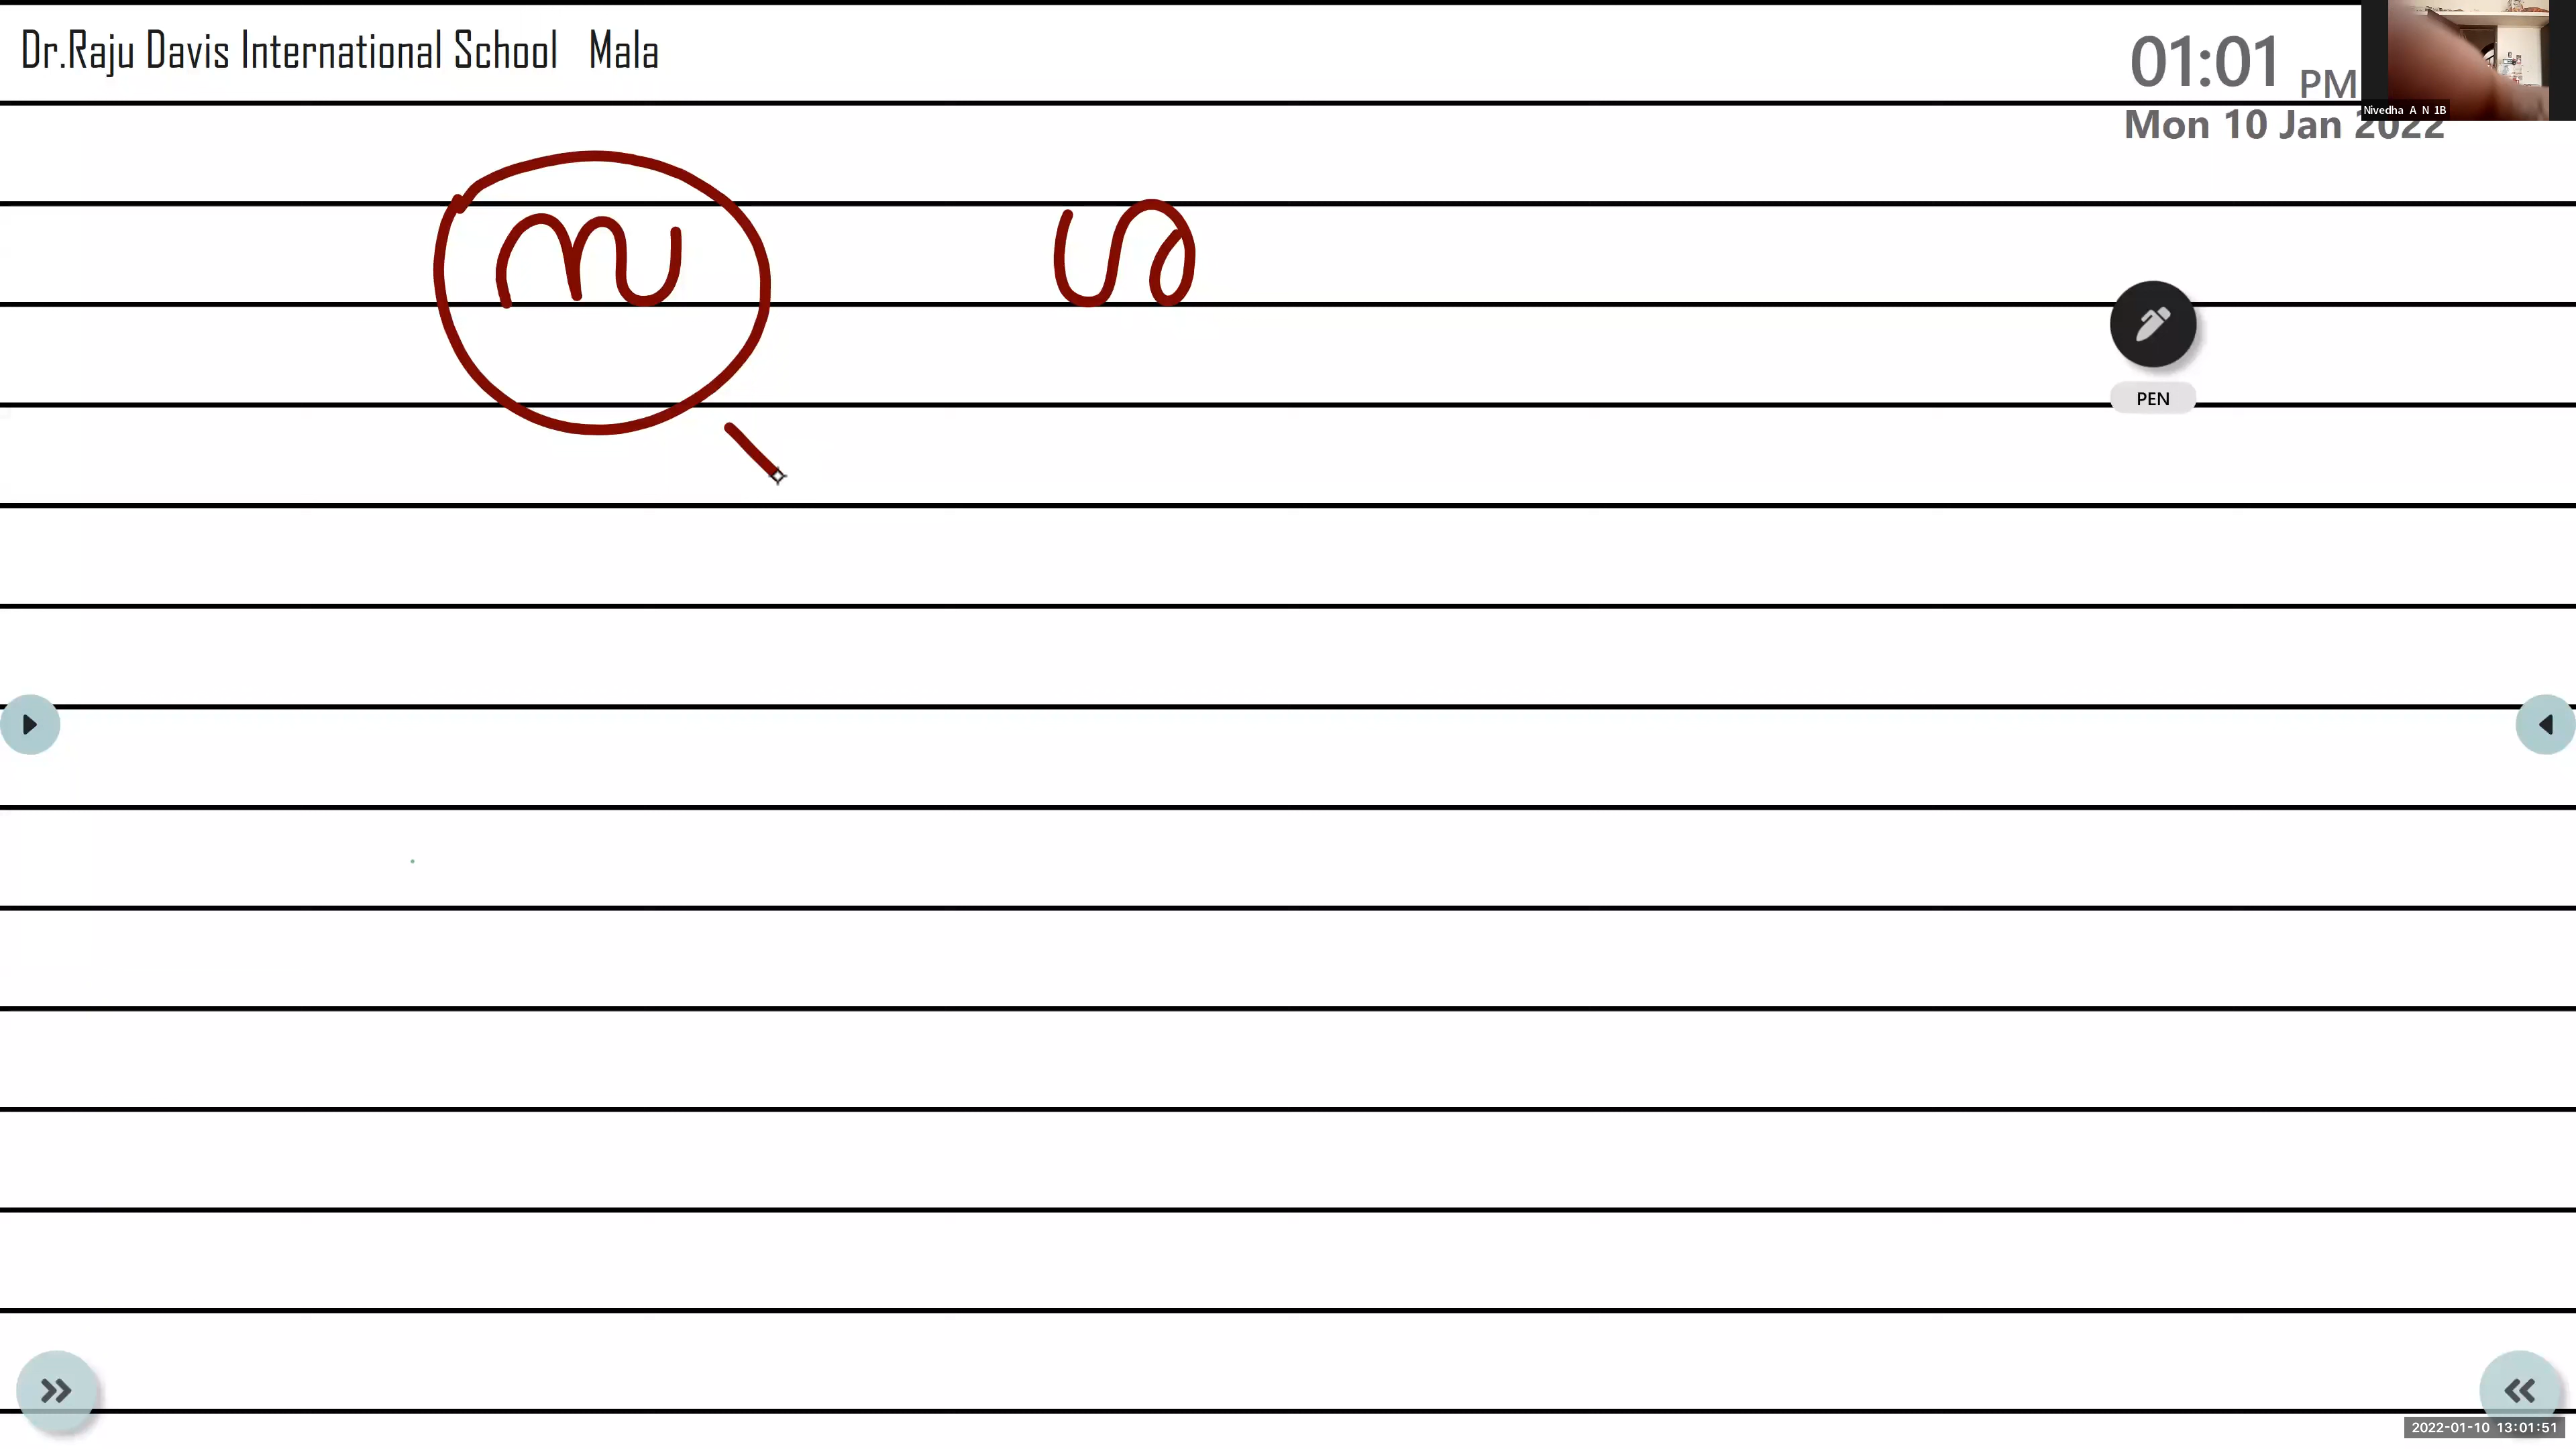 Dr.Raju Davis International School Mala
01:01 PM
Nivedha A N 1B
Mon 10 Jan 2022
സ ശ
PEN
2022-01-10 13:01:51